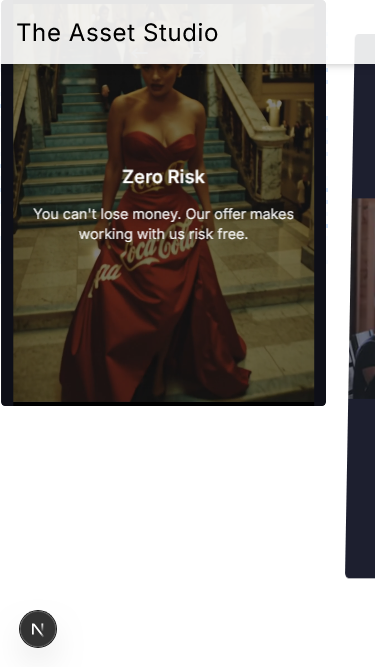 The Asset Studio
Zero Risk
You can't lose money. Our offer makes
working with us risk free.
Coca-Cola
N